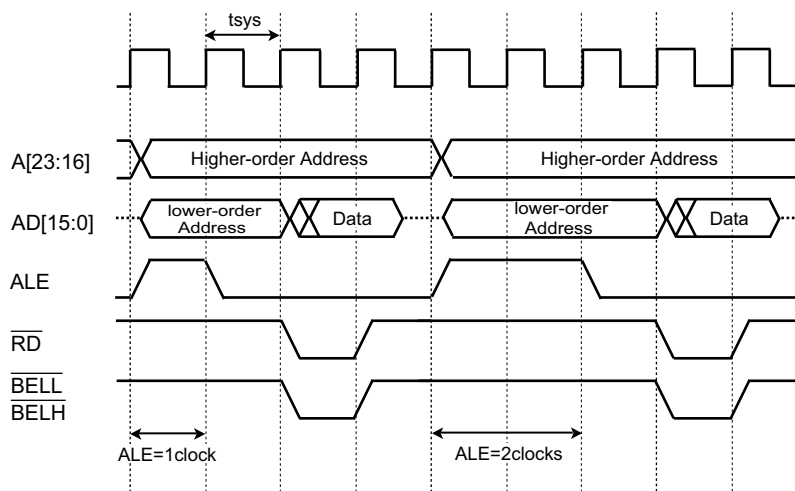 tsys
A[23:16]
Higher-order Address
Higher-order Address
AD[15:0]
lower-order
Address
Data
lower-order
Address
Data
ALE
RD
BELL
BELH
ALE=1clock
ALE=2clocks